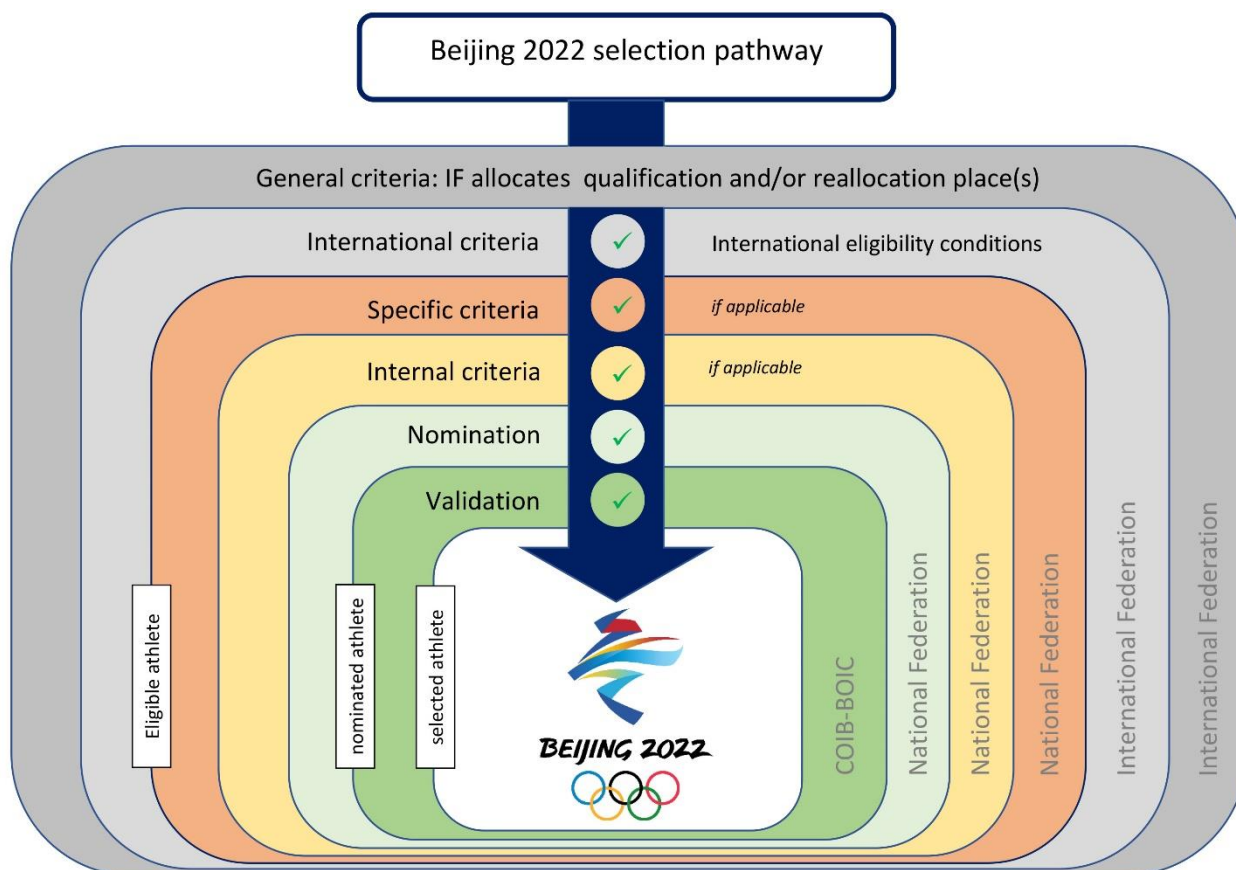 Beijing 2022 selection pathway
General criteria: IF allocates qualification and/or reallocation place(s)
International criteria
International eligibility conditions
Specific criteria
if applicable
Internal criteria
if applicable
Nomination
Validation
Eligible athlete
nominated athlete
selected athlete
BEIJING 2022
COIB-BOIC
National Federation
National Federation
National Federation
International Federation
International Federation